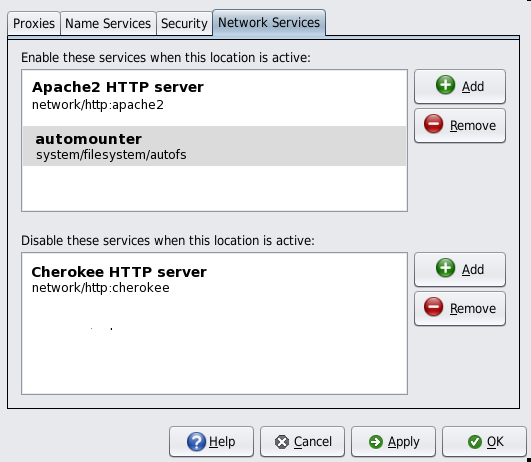 Proxies Name Services Security Network Services
Enable these services when this location is active:
Apache2 HTTP server
network/http:apache2
automounter
system/filesystem/autofs
Add
Remove
Disable these services when this location is active:
Cherokee HTTP server
network/http:cherokee
Add
Remove
Help Cancel Apply OK